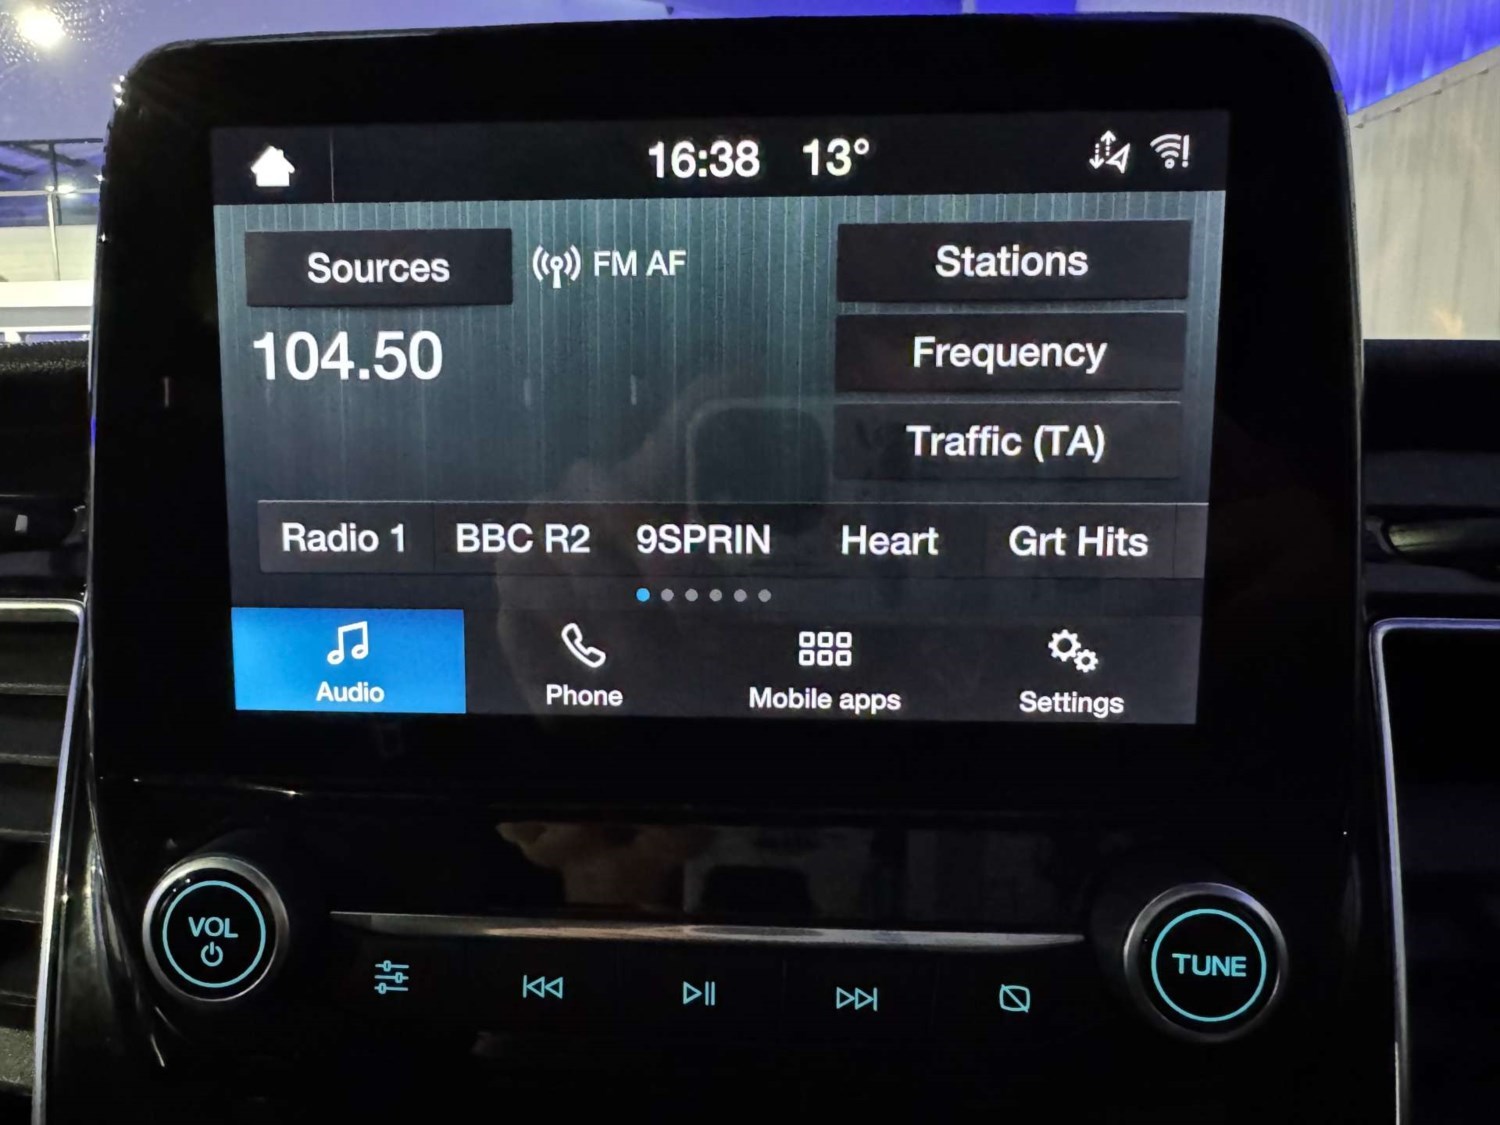 16:38 13°
Sources FM AF Stations
104.50 Frequency
Traffic (TA)
Radio 1 BBC R2 9SPRIN Heart Grt Hits
Audio Phone Mobile apps Settings
VOL
TUNE